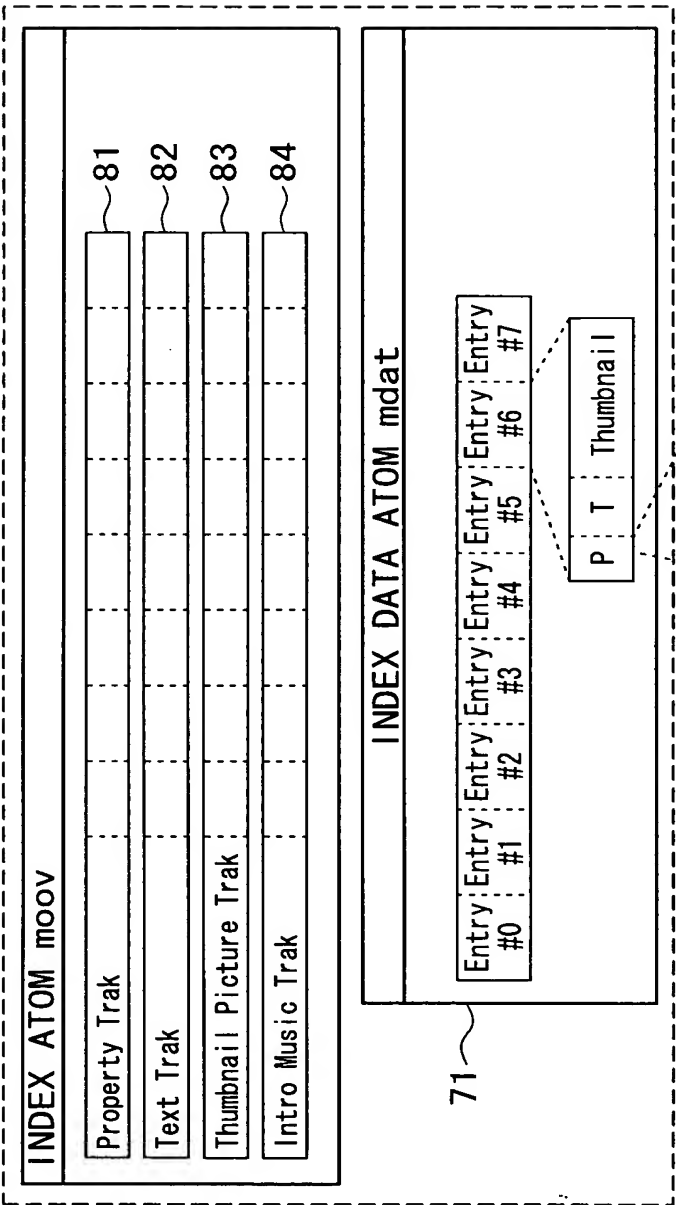 INDEX ATOM moov
Property Trak
81
Text Trak
82
Thumbnail Picture Trak
83
Intro Music Trak
84
INDEX DATA ATOM mdat
71
Entry Entry Entry Entry Entry Entry Entry Entry
#0 #1 #2 #3 #4 #5 #6 #7
P T Thumbnail